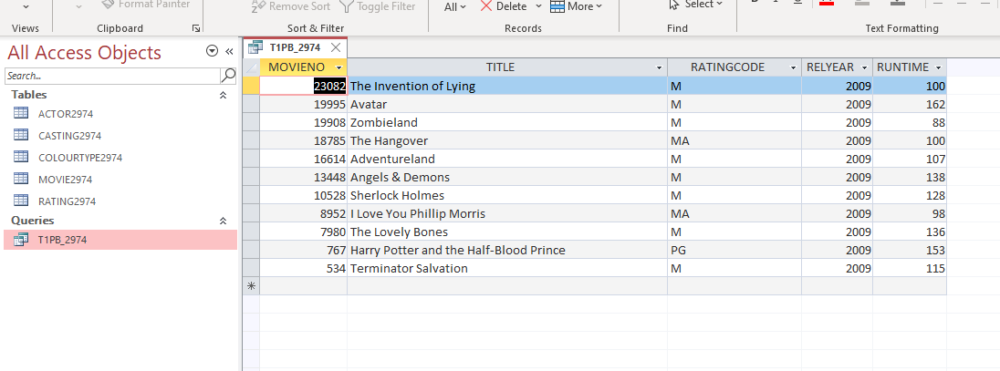 Format Painter
Remove Sort
Toggle Filter
All
Delete
More
Select
Views
Clipboard
Sort & Filter
Records
Find
Text Formatting
All Access Objects
Search...
Tables
ACTOR2974
CASTING2974
COLOURTYPE2974
MOVIE2974
RATING2974
Queries
T1PB_2974
T1PB_2974
MOVIENO TITLE RATINGCODE RELYEAR RUNTIME
23082 The Invention of Lying M 2009 100
19995 Avatar M 2009 162
19908 Zombieland M 2009 88
18785 The Hangover MA 2009 100
16614 Adventureland M 2009 107
13448 Angels & Demons M 2009 138
10528 Sherlock Holmes M 2009 128
8952 I Love You Phillip Morris MA 2009 98
7980 The Lovely Bones M 2009 136
767 Harry Potter and the Half-Blood Prince PG 2009 153
534 Terminator Salvation M 2009 115